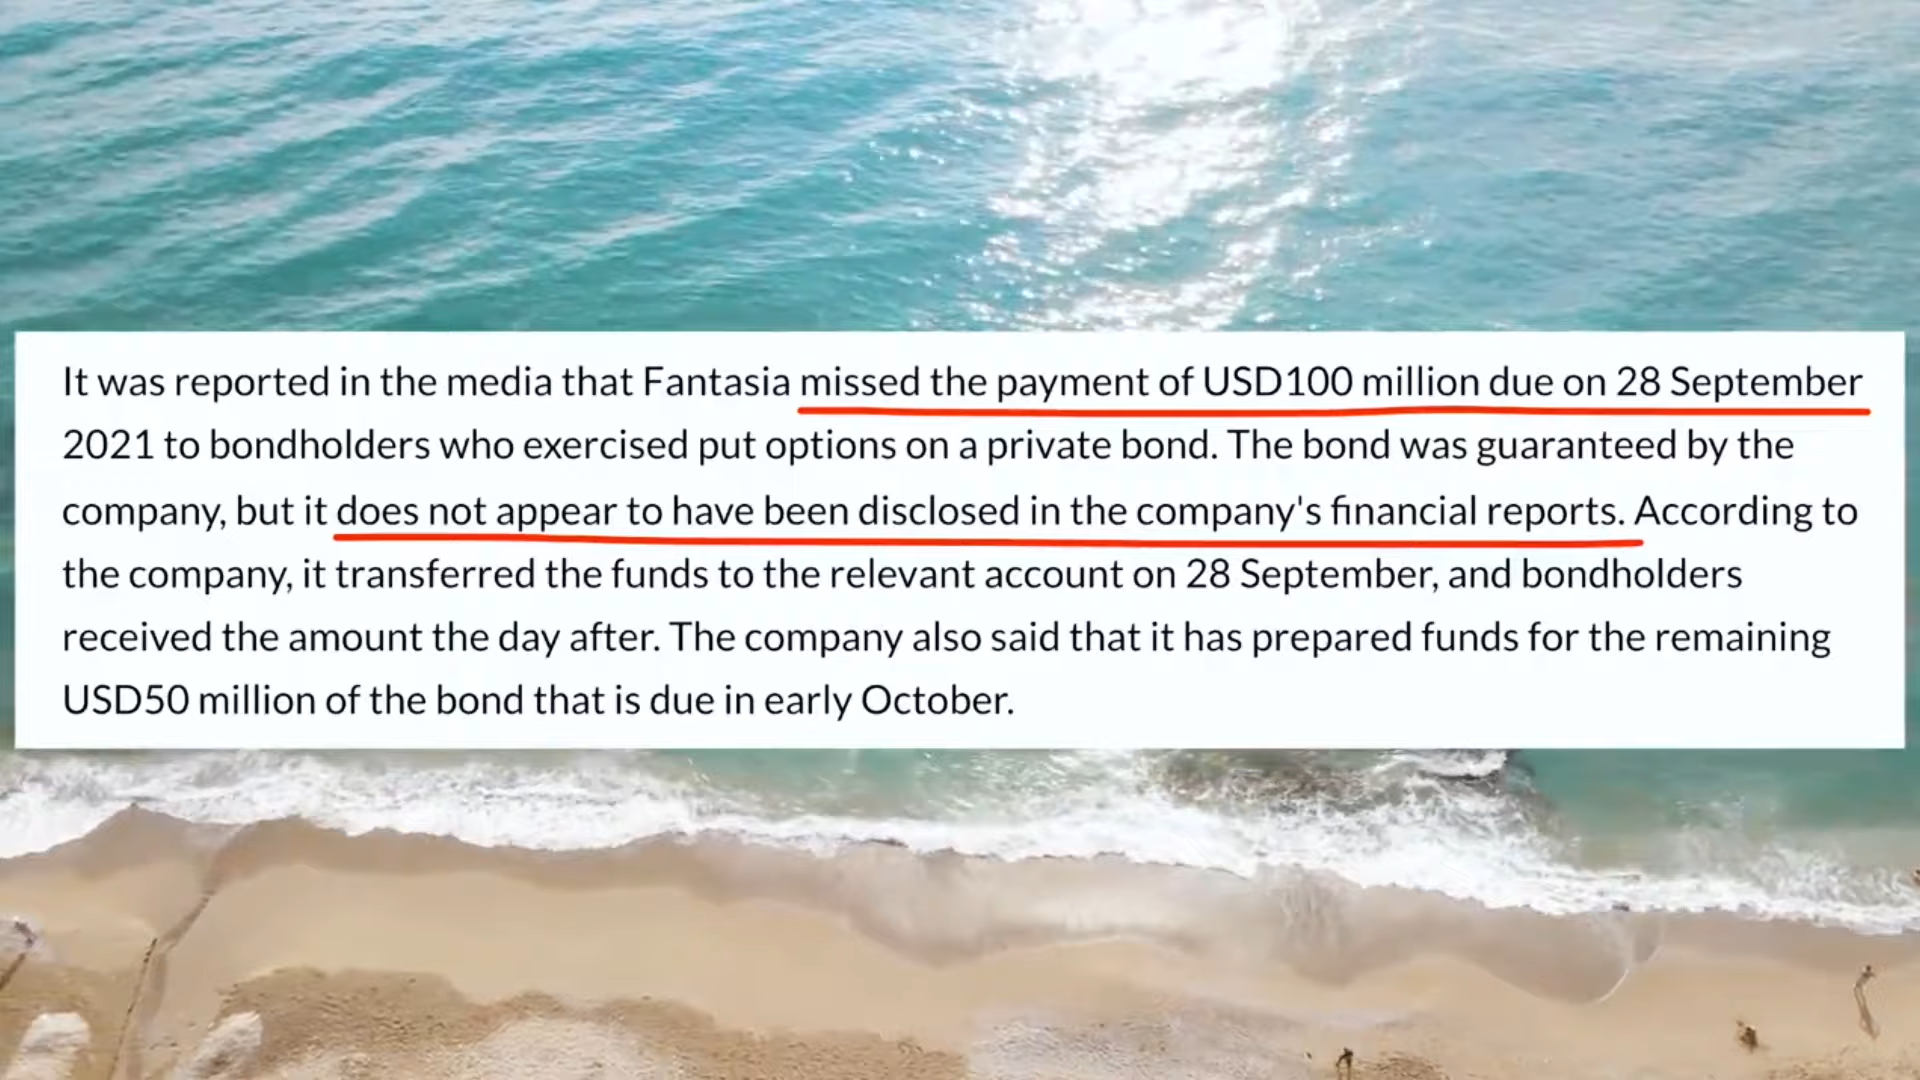 It was reported in the media that Fantasia missed the payment of USD100 million due on 28 September
2021 to bondholders who exercised put options on a private bond. The bond was guaranteed by the
company, but it does not appear to have been disclosed in the company's financial reports. According to
the company, it transferred the funds to the relevant account on 28 September, and bondholders
received the amount the day after. The company also said that it has prepared funds for the remaining
USD50 million of the bond that is due in early October.